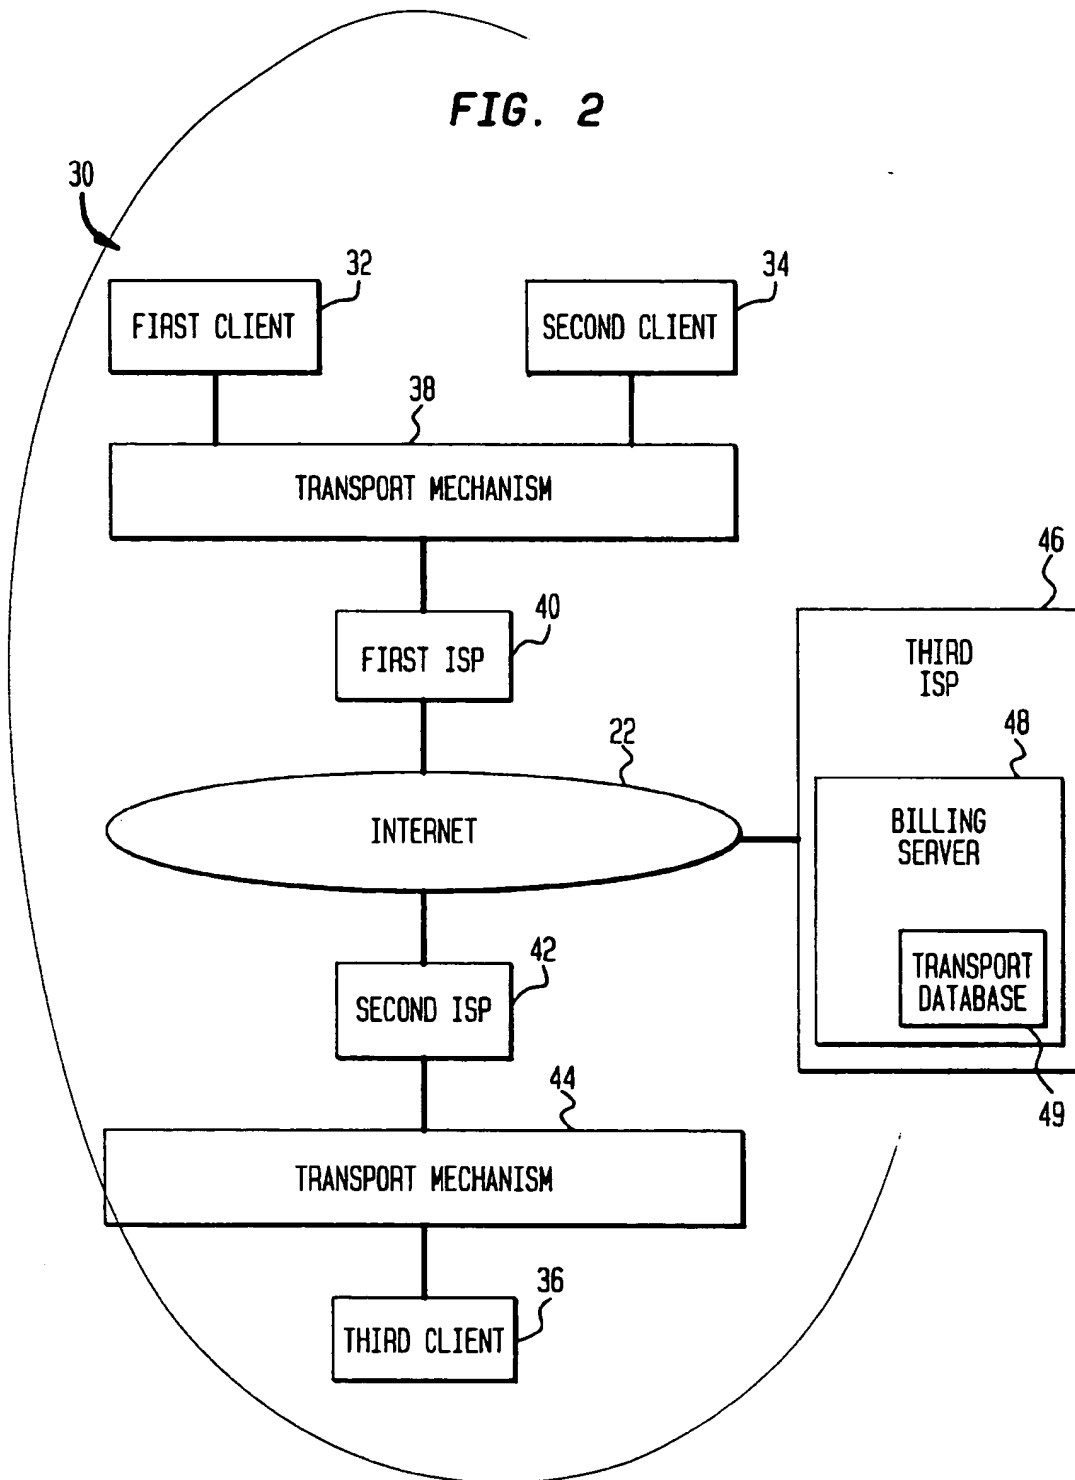 FIG. 2
30
32
34
FIRST CLIENT
SECOND CLIENT
38
TRANSPORT MECHANISM
46
40
FIRST ISP
THIRD
ISP
22
48
INTERNET
BILLING
SERVER
42
SECOND ISP
TRANSPORT
DATABASE
44
49
TRANSPORT MECHANISM
36
THIRD CLIENT